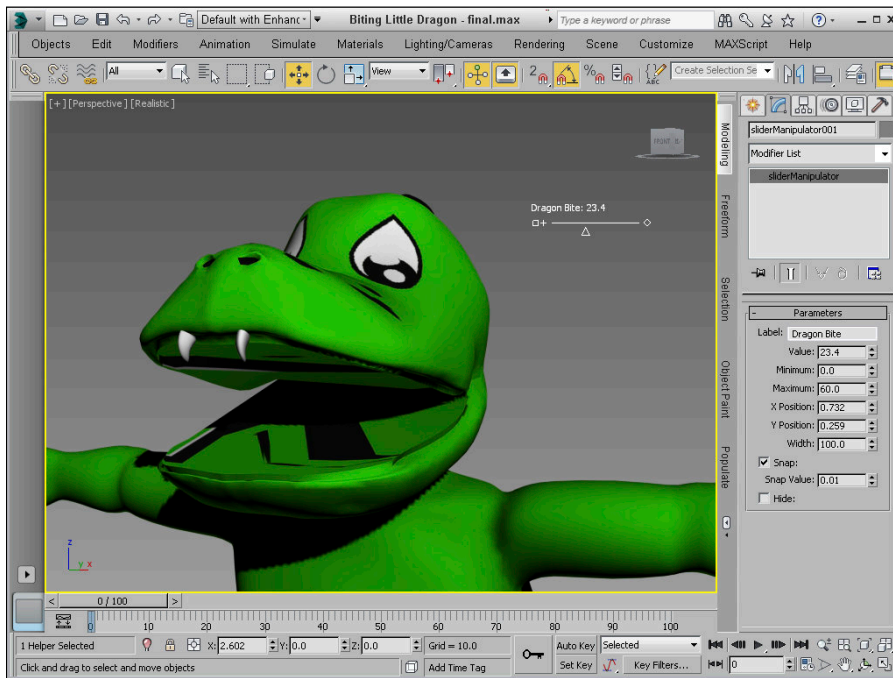 Default with Enhanc
Biting Little Dragon - final.max
Type a keyword or phrase
Objects Edit Modifiers Animation Simulate Materials Lighting/Cameras Rendering Scene Customize MAXScript Help
All
View
2
%
ABC
Create Selection Se
[+] [Perspective] [Realistic]
FRONT
Dragon Bite: 23.4
Modeling
Freeform
Selection
Object Paint
Populate
sliderManipulator001
Modifier List
sliderManipulator
- Parameters
Label: Dragon Bite
Value: 23.4
Minimum: 0.0
Maximum: 60.0
X Position: 0.732
Y Position: 0.259
Width: 100.0
Snap:
Snap Value: 0.01
Hide:
z
y x
< 0 / 100 >
0 10 20 30 40 50 60 70 80 90 100
1 Helper Selected X: 2.602 Y: 0.0 Z: 0.0 Grid = 10.0 Auto Key Selected
Click and drag to select and move objects Add Time Tag Set Key Key Filters... 0